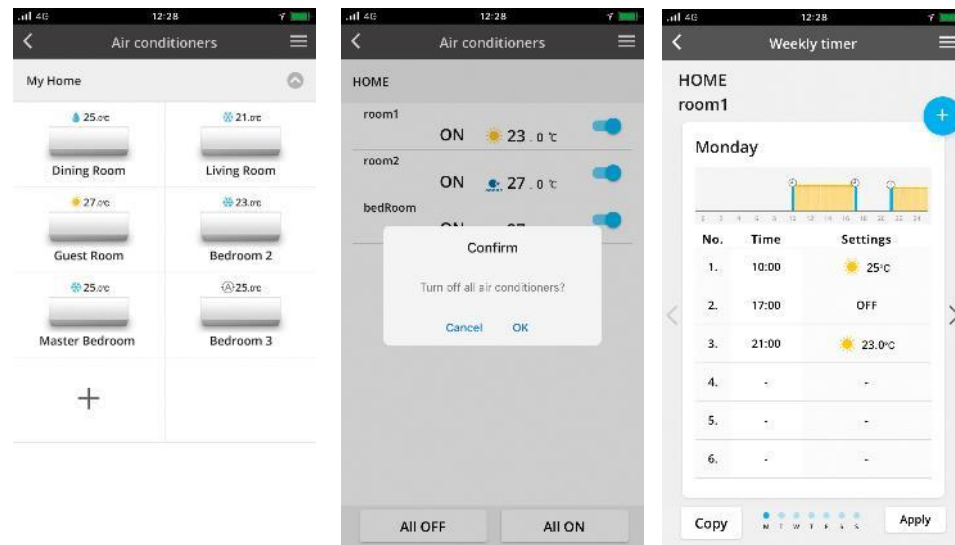 4G 12:28
Air conditioners
My Home
25.0°C 21.0°C
Dining Room Living Room
27.0°C 23.0°C
Guest Room Bedroom 2
25.0°C A 25.0°C
Master Bedroom Bedroom 3
+
4G 12:28
Air conditioners
HOME
room1
ON 23.0 ℃
room2
ON 27.0 ℃
bedRoom
Confirm
Turn off all air conditioners?
Cancel OK
All OFF All ON
4G 12:28
Weekly timer
HOME
room1
+
Monday
No. Time Settings
1. 10:00 25°C
2. 17:00 OFF
3. 21:00 23.0°C
4. - -
5. - -
6. - -
Copy M T W T F S S Apply